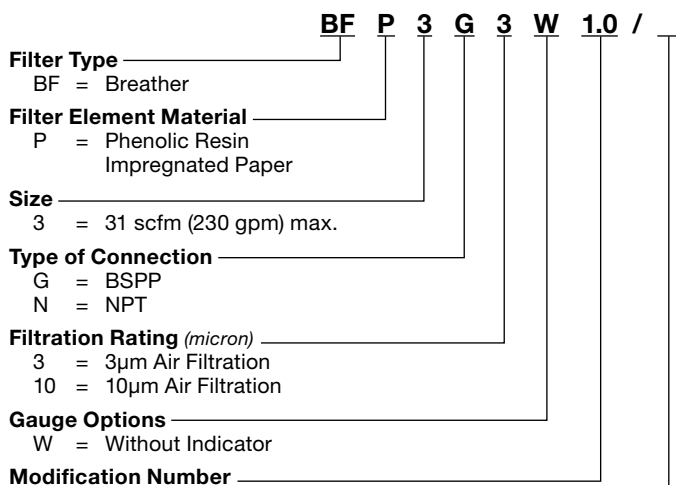 BF P 3 G 3 W 1.0 /
Filter Type
BF = Breather
Filter Element Material
P = Phenolic Resin
Impregnated Paper
Size
3 = 31 scfm (230 gpm) max.
Type of Connection
G = BSPP
N = NPT
Filtration Rating (micron)
3 = 3µm Air Filtration
10 = 10µm Air Filtration
Gauge Options
W = Without Indicator
Modification Number